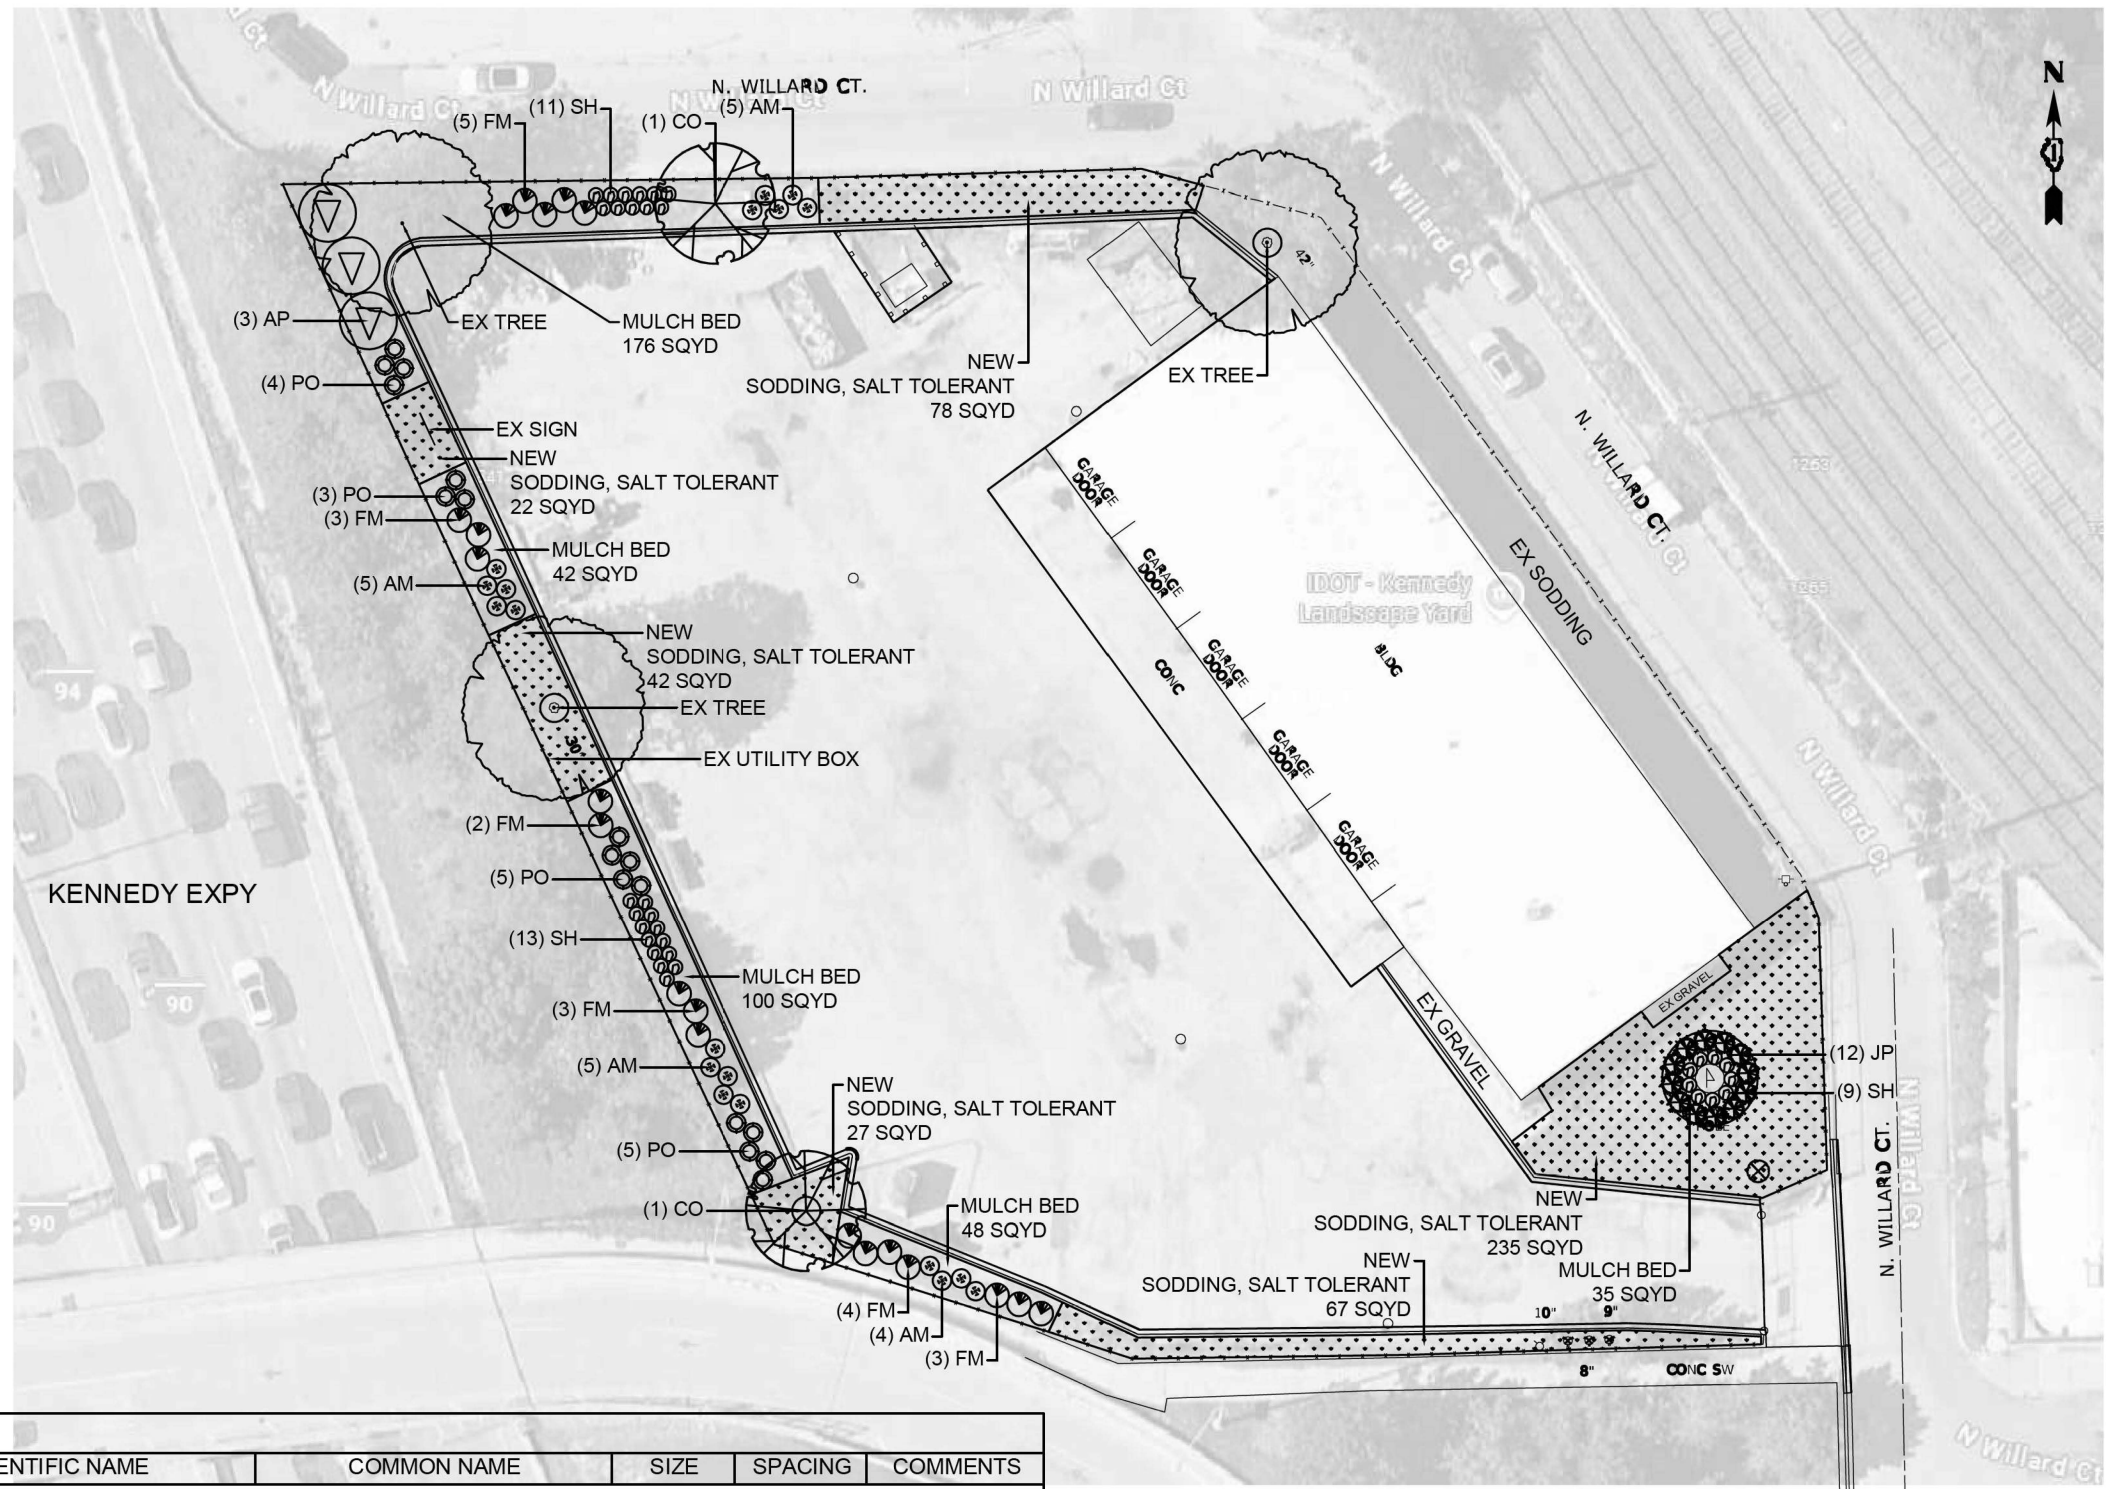 N Willard Ct
N. WILLARD CT.
N Willard Ct
N Willard Ct
N
(11) SH
(5) AM
(5) FM
(1) CO
N Willard Ct
42"
(3) AP
EX TREE
MULCH BED
176 SQYD
NEW
SODDING, SALT TOLERANT
78 SQYD
EX TREE
(4) PO
EX SIGN
NEW
SODDING, SALT TOLERANT
22 SQYD
(3) PO
(3) FM
MULCH BED
42 SQYD
(5) AM
GARAGE
DOOR
GARAGE
DOOR
GARAGE
DOOR
GARAGE
DOOR
GARAGE
DOOR
CONC
BLDG
IDOT - Kennedy
Landscape Yard
EX SODDING
N. WILLARD CT.
N Willard Ct
1253
1255
NEW
SODDING, SALT TOLERANT
42 SQYD
EX TREE
30
EX UTILITY BOX
94
(2) FM
(5) PO
KENNEDY EXPY
(13) SH
MULCH BED
100 SQYD
90
(3) FM
(5) AM
N Willard Ct
EX GRAVEL
EX GRAVEL
(12) JP
(9) SH
NEW
SODDING, SALT TOLERANT
27 SQYD
(5) PO
(1) CO
90
MULCH BED
48 SQYD
NEW
SODDING, SALT TOLERANT
235 SQYD
MULCH BED
35 SQYD
NEW
SODDING, SALT TOLERANT
67 SQYD
N. WILLARD CT.
N Willard Ct
(4) FM
(4) AM
(3) FM
10"
9"
8"
CONC SW
N Willard Ct
ENTIFIC NAME
COMMON NAME
SIZE
SPACING
COMMENTS